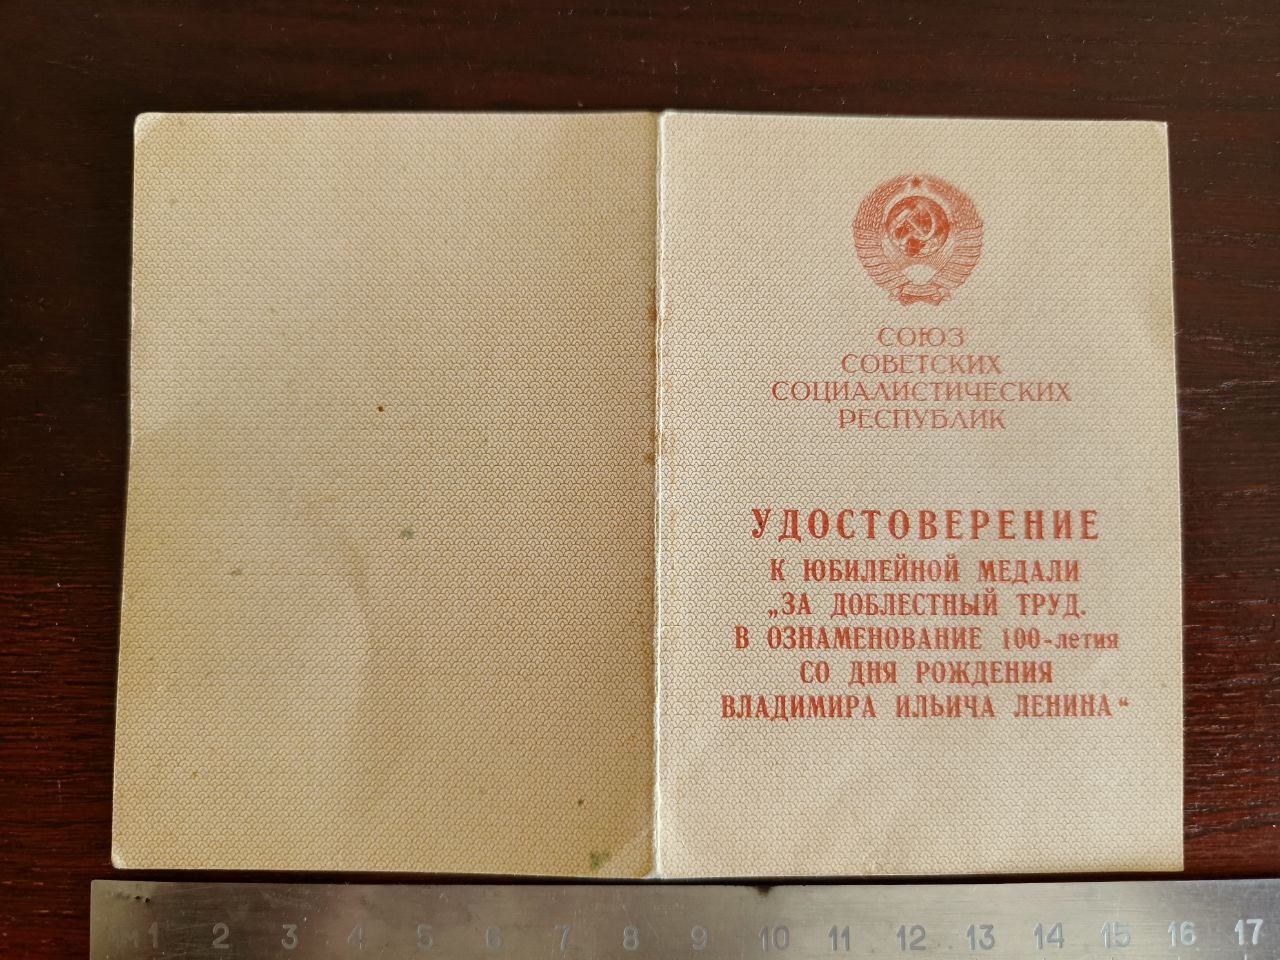 СОЮЗ
СОВЕТСКИХ
СОЦИАЛИСТИЧЕСКИХ
РЕСПУБЛИК
УДОСТОВЕРЕНИЕ
К ЮБИЛЕЙНОЙ МЕДАЛИ
„ЗА ДОБЛЕСТНЫЙ ТРУД.
В ОЗНАМЕНОВАНИЕ 100-летия
СО ДНЯ РОЖДЕНИЯ
ВЛАДИМИРА ИЛЬИЧА ЛЕНИНА“
1 2 3 4 5 6 7 8 9 10 11 12 13 14 15 16 17